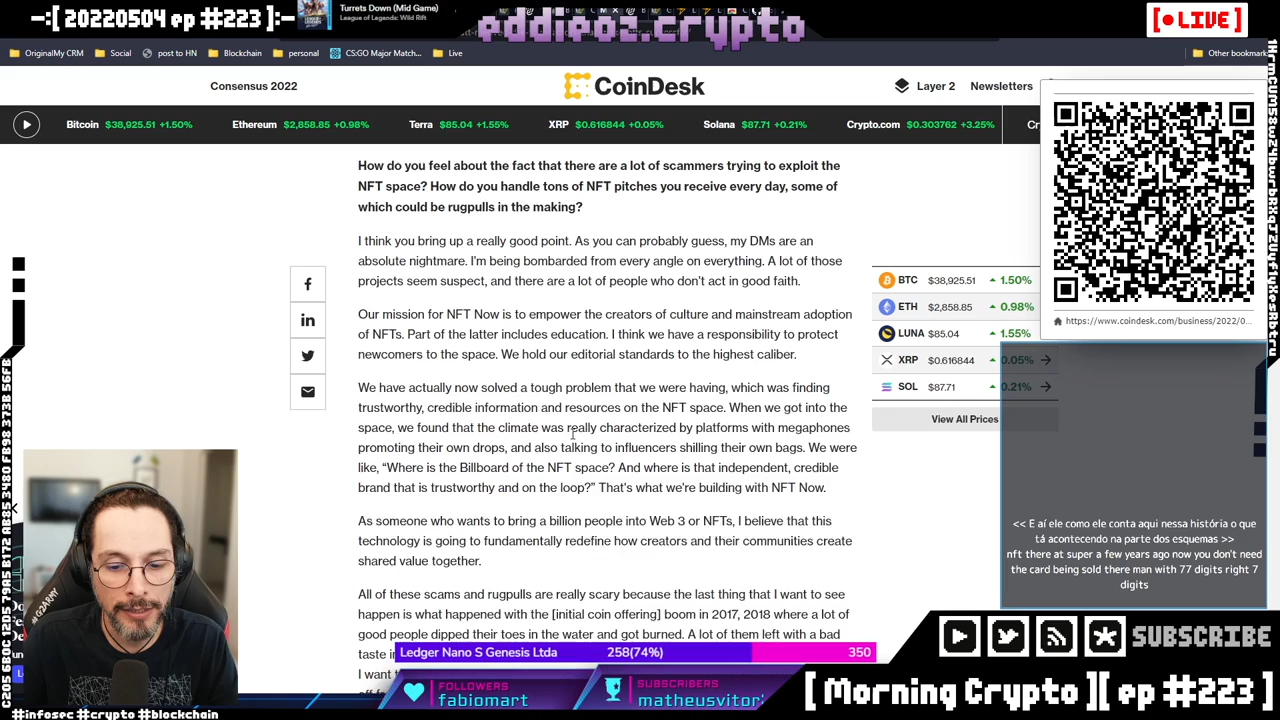 -:[ 20220504 ep #223 ]:-
Turrets Down (Mid Game)
League of Legends: Wild Rift
eddieoz.crypto
[ • LIVE ]
OriginalMy CRM
Social
post to HN
Blockchain
personal
CS:GO Major Match...
Live
Other bookmark
Consensus 2022
CoinDesk
Layer 2
Newsletters
Bitcoin $38,925.51 +1.50%
Ethereum $2,858.85 +0.98%
Terra $85.04 +1.55%
XRP $0.616844 +0.05%
Solana $87.71 +0.21%
Crypto.com $0.303762 +3.25%
Cr
How do you feel about the fact that there are a lot of scammers trying to exploit the
NFT space? How do you handle tons of NFT pitches you receive every day, some of
which could be rugpulls in the making?
I think you bring up a really good point. As you can probably guess, my DMs are an
absolute nightmare. I'm being bombarded from every angle on everything. A lot of those
projects seem suspect, and there are a lot of people who don't act in good faith.
Our mission for NFT Now is to empower the creators of culture and mainstream adoption
of NFTs. Part of the latter includes education. I think we have a responsibility to protect
newcomers to the space. We hold our editorial standards to the highest caliber.
We have actually now solved a tough problem that we were having, which was finding
trustworthy, credible information and resources on the NFT space. When we got into the
space, we found that the climate was really characterized by platforms with megaphones
promoting their own drops, and also talking to influencers shilling their own bags. We were
like, “Where is the Billboard of the NFT space? And where is that independent, credible
brand that is trustworthy and on the loop?” That's what we're building with NFT Now.
As someone who wants to bring a billion people into Web 3 or NFTs, I believe that this
technology is going to fundamentally redefine how creators and their communities create
shared value together.
All of these scams and rugpulls are really scary because the last thing that I want to see
happen is what happened with the [initial coin offering] boom in 2017, 2018 where a lot of
good people dipped their toes in the water and got burned. A lot of them left with a bad
taste in
I want t
BTC $38,925.51 1.50%
ETH $2,858.85 0.98%
LUNA $85.04 1.55%
XRP $0.616844 0.05%
SOL $87.71 0.21%
View All Prices
https://www.coindesk.com/business/2022/0...
<< E aí ele como ele conta aqui nessa história o que
tá acontecendo na parte dos esquemas >>
nft there at super a few years ago now you don't need
the card being sold there man with 77 digits right 7
digits
Ledger Nano S Genesis Ltda 258(74%) 350
FOLLOWERS
fabiomart
SUBSCRIBERS
matheusvitor
SUBSCRIBE
[ Morning Crypto ][ ep #223 ]
#infosec #crypto #blockchain